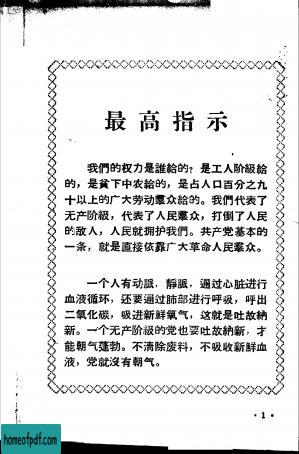 最高指示
我們的权力是誰給的？是工人阶級給
的，是貧下中农給的，是占人口百分之九
十以上的广大劳动羣众給的。我們代表了
无产阶級，代表了人民羣众，打倒了人民
的敌人，人民就拥护我們。共产党基本的
一条，就是直接依靠广大革命人民羣众。
一个人有动脈，靜脈，通过心脏进行
血液循环，还要通过肺部进行呼吸，呼出
二氧化碳，吸进新鮮氧气，这就是吐故納
新。一个无产阶級的党也要吐故納新，才
能朝气蓬勃。不清除废料，不吸收新鮮血
液，党就沒有朝气。
·1·
homeofpdf.com